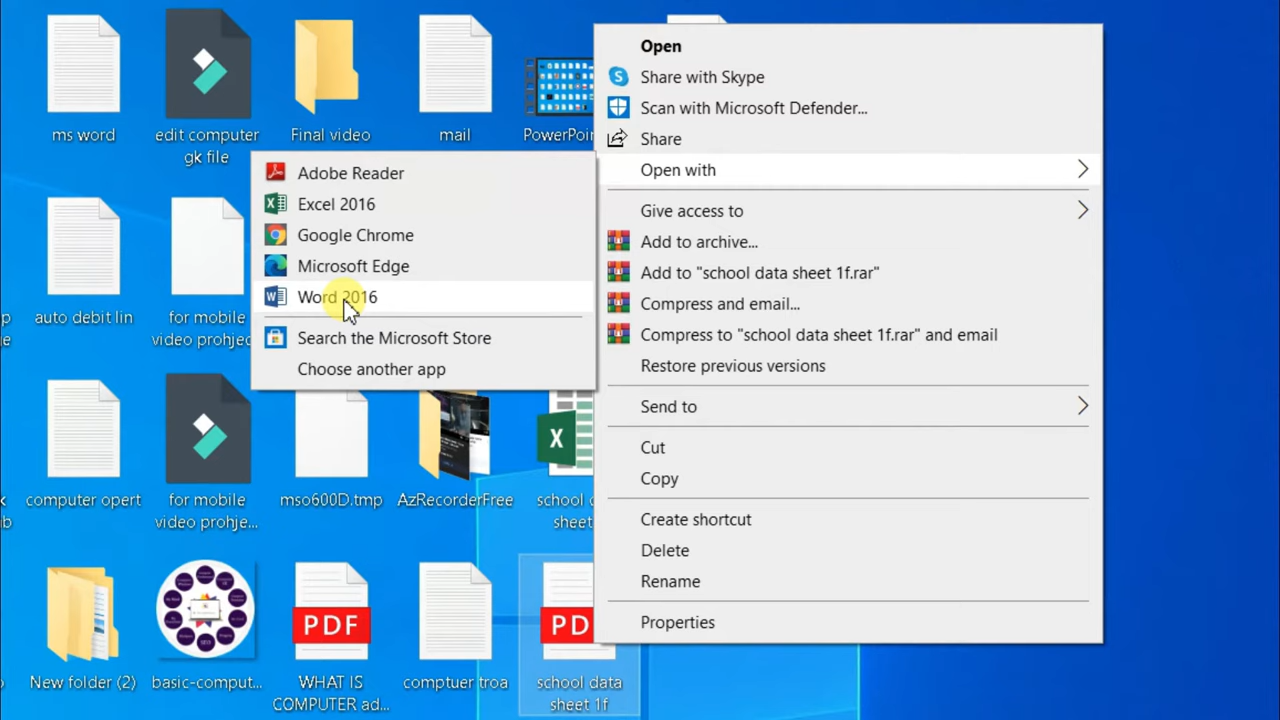 ms word
edit computer
gk file
Final video
mail
PowerPoin
Open
Share with Skype
Scan with Microsoft Defender...
Share
Open with
Give access to
Add to archive...
Add to "school data sheet 1f.rar"
Compress and email...
Compress to "school data sheet 1f.rar" and email
Restore previous versions
Send to
Cut
Copy
Create shortcut
Delete
Rename
Properties
Adobe Reader
Excel 2016
Google Chrome
Microsoft Edge
Word 2016
Search the Microsoft Store
Choose another app
auto debit lin
for mobile
video prohje
computer opert
for mobile
video prohje...
mso600D.tmp
AzRecorderFree
school d
sheet
X
New folder (2)
basic-comput...
PDF
WHAT IS
COMPUTER ad...
comptuer troa
PD
school data
sheet 1f